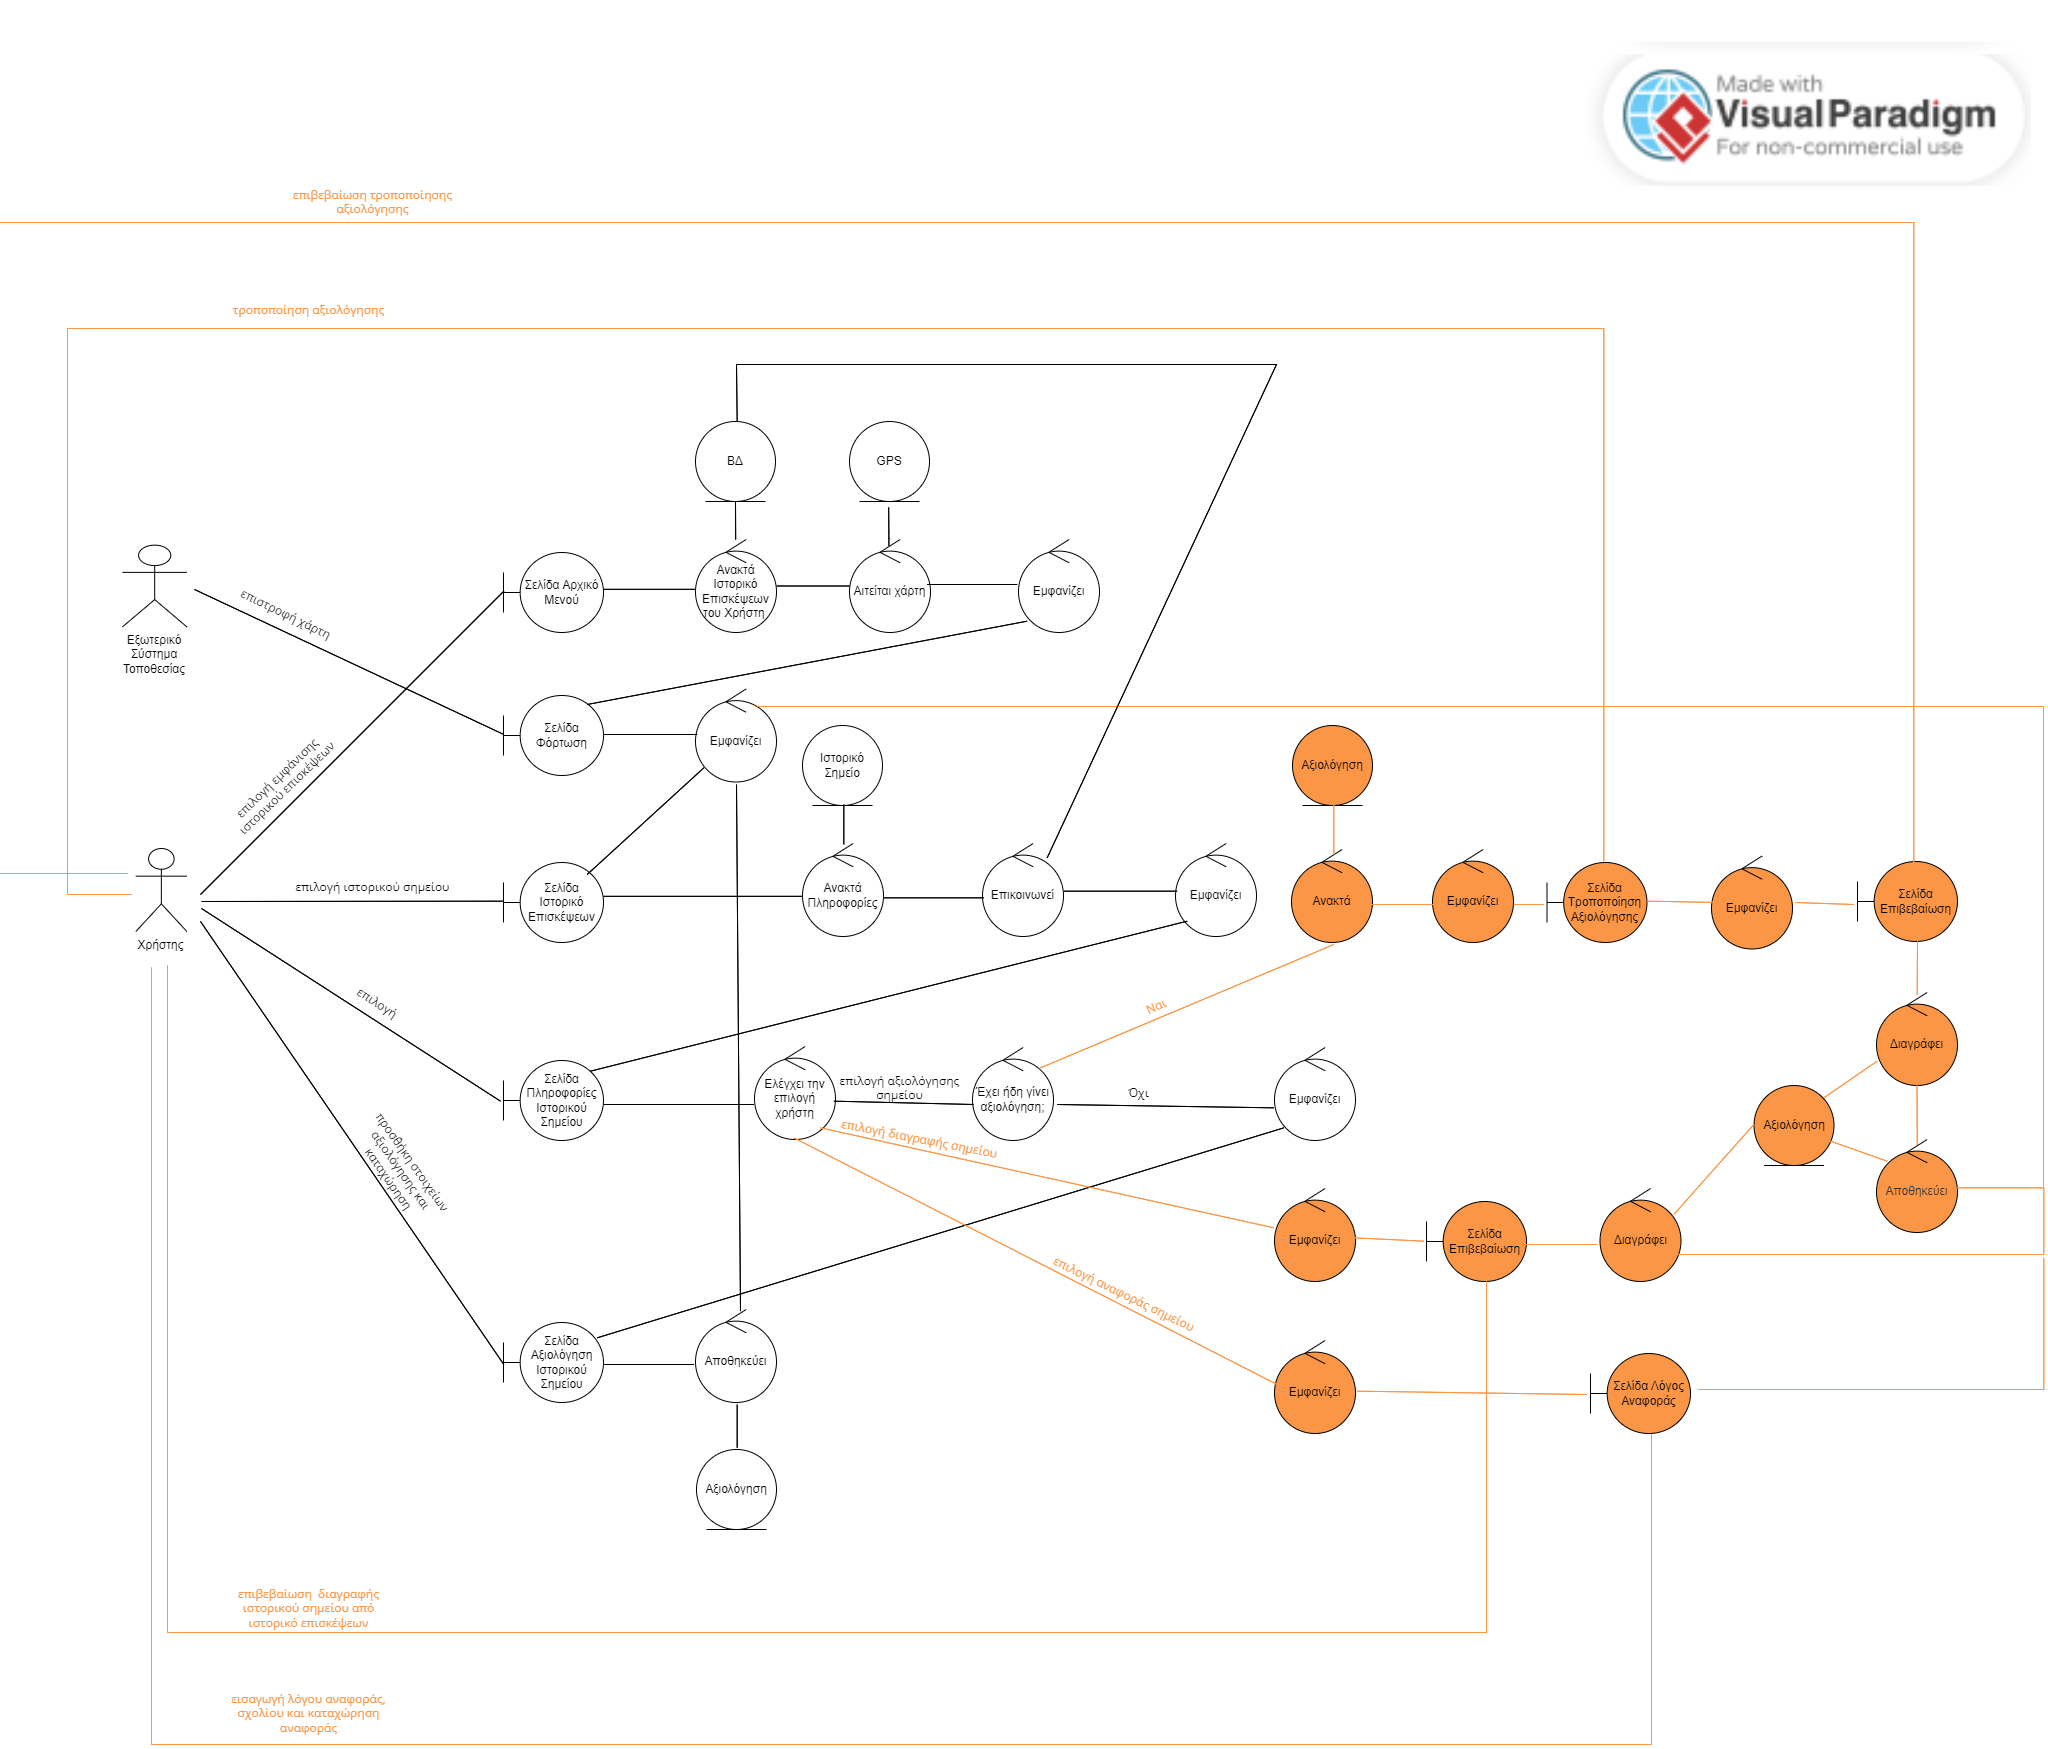 Made with
Visual Paradigm
For non-commercial use
επιβεβαίωση τροποποίησης
αξιολόγησης
τροποποίηση αξιολόγησης
ΒΔ
GPS
Εξωτερικό
Σύστημα
Τοποθεσίας
επιστροφή χάρτη
Σελίδα Αρχικό
Μενού
Ανακτά
Ιστορικό
Επισκέψεων
του Χρήστη
Αιτείται χάρτη
Εμφανίζει
Σελίδα
Φόρτωση
Εμφανίζει
Ιστορικό
Σημείο
Αξιολόγηση
επιλογή εμφάνισης
ιστορικού επισκέψεων
Χρήστης
επιλογή ιστορικού σημείου
Σελίδα
Ιστορικό
Επισκέψεων
Ανακτά
Πληροφορίες
Επικοινωνεί
Εμφανίζει
Ανακτά
Εμφανίζει
Σελίδα
Τροποποίηση
Αξιολόγησης
Εμφανίζει
Σελίδα
Επιβεβαίωση
επιλογή
Ναι
Διαγράφει
Σελίδα
Πληροφορίες
Ιστορικού
Σημείου
Ελέγχει την
επιλογή
χρήστη
επιλογή αξιολόγησης
σημείου
Έχει ήδη γίνει
αξιολόγηση;
Όχι
Εμφανίζει
Αξιολόγηση
επιλογή διαγραφής σημείου
προσθήκη στοιχείων
αξιολόγησης και
καταχώρηση
Αποθηκεύει
Εμφανίζει
Σελίδα
Επιβεβαίωση
Διαγράφει
επιλογή αναφοράς σημείου
Σελίδα
Αξιολόγηση
Ιστορικού
Σημείου
Αποθηκεύει
Εμφανίζει
Σελίδα Λόγος
Αναφοράς
Αξιολόγηση
επιβεβαίωση διαγραφής
ιστορικού σημείου από
ιστορικό επισκέψεων
εισαγωγή λόγου αναφοράς,
σχολίου και καταχώρηση
αναφοράς